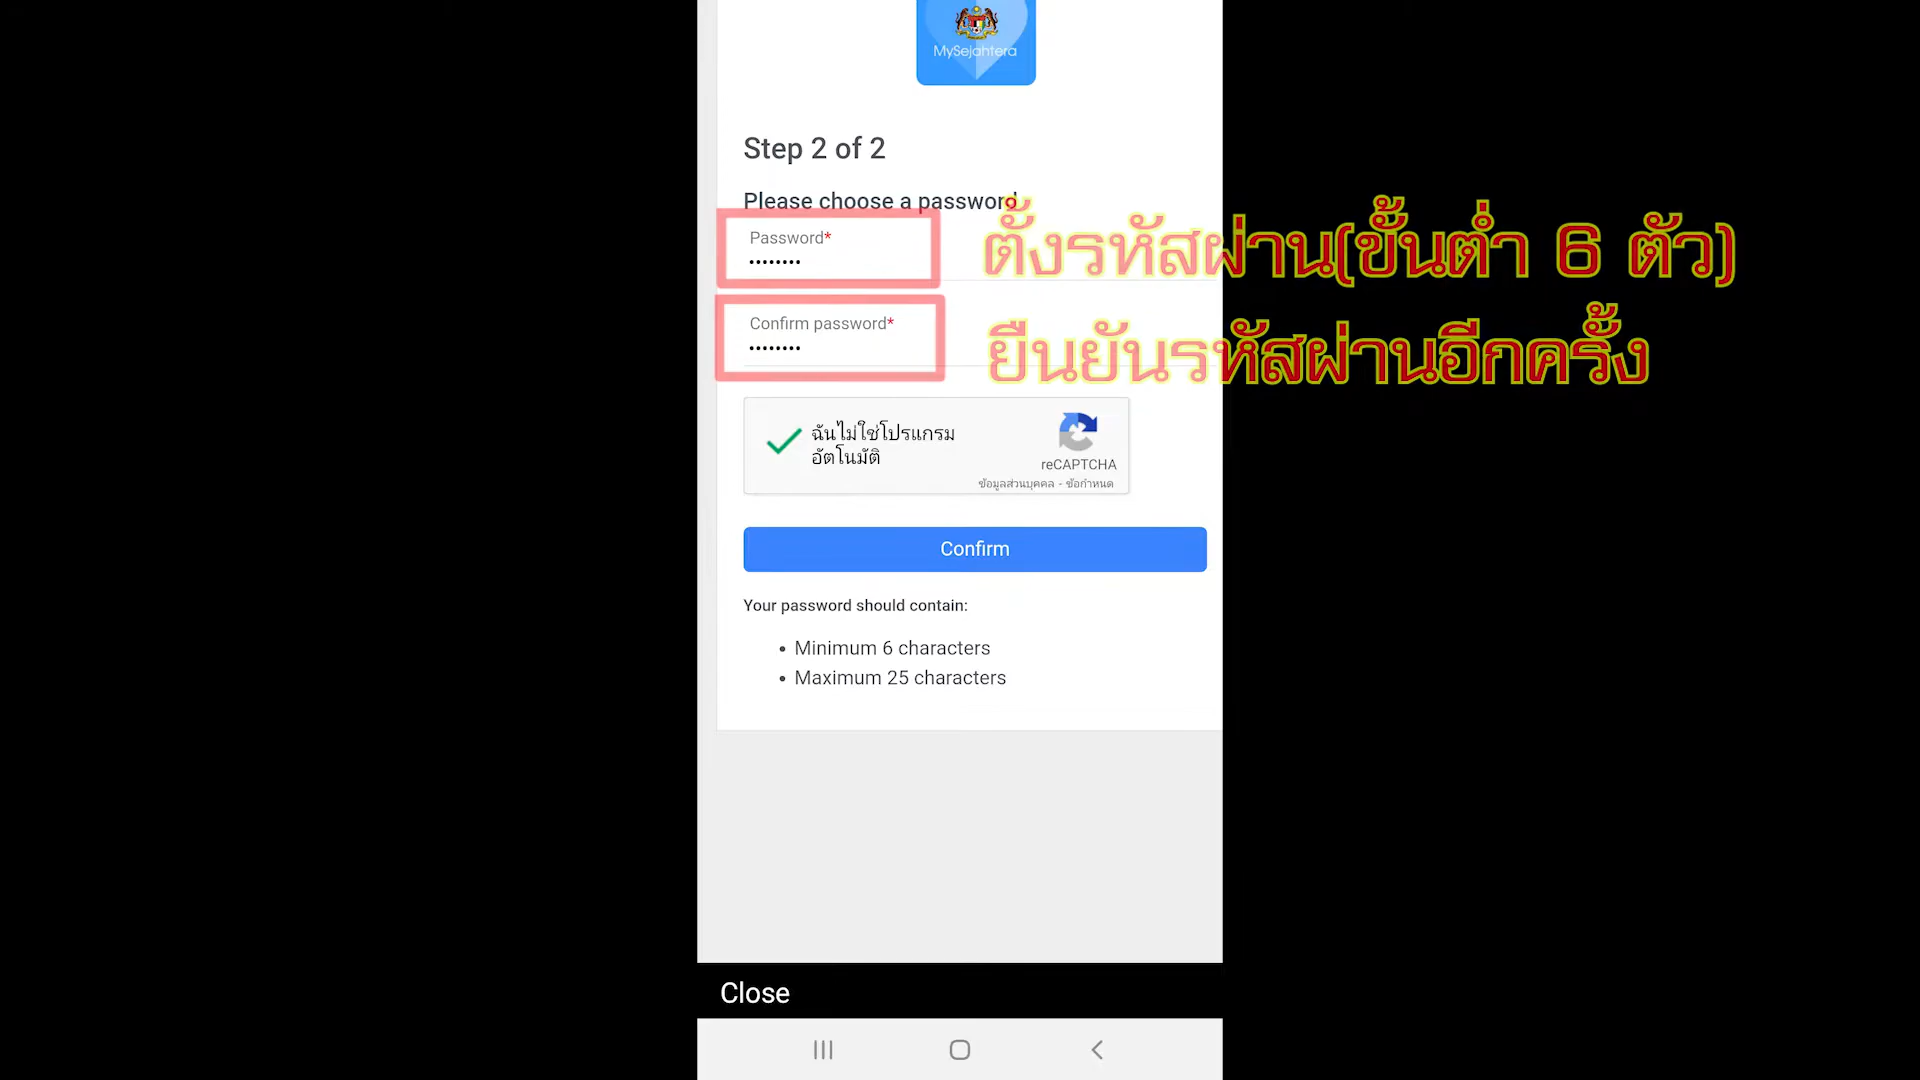 MySejahtera
Step 2 of 2
Please choose a password
Password*
••••••••
ตั้งรหัสผ่าน(ขั้นต่ำ 6 ตัว)
Confirm password*
••••••••
ยืนยันรหัสผ่านอีกครั้ง
ฉันไม่ใช่โปรแกรม
อัตโนมัติ
reCAPTCHA
ข้อมูลส่วนบุคคล - ข้อกำหนด
Confirm
Your password should contain:
• Minimum 6 characters
• Maximum 25 characters
Close